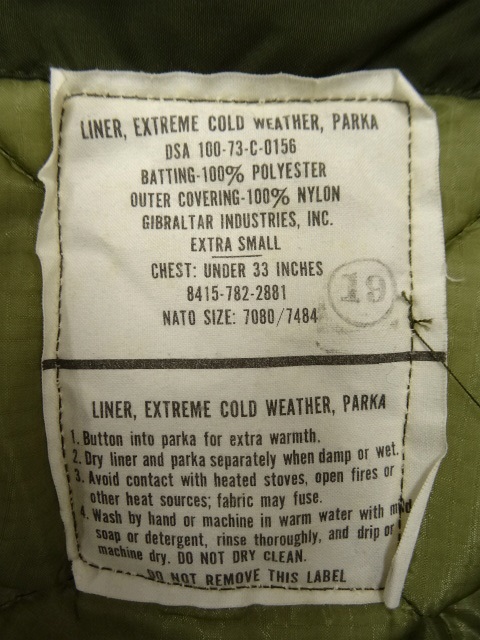 LINER, EXTREME COLD WEATHER, PARKA
DSA 100-73-C-0156
BATTING-100% POLYESTER
OUTER COVERING-100% NYLON
GIBRALTAR INDUSTRIES, INC.
EXTRA SMALL
CHEST: UNDER 33 INCHES
8415-782-2881
NATO SIZE: 7080/7484
19
LINER, EXTREME COLD WEATHER, PARKA
1. Button into parka for extra warmth.
2. Dry liner and parka separately when damp or wet.
3. Avoid contact with heated stoves, open fires or
other heat sources; fabric may fuse.
4. Wash by hand or machine in warm water with mild
soap or detergent, rinse thoroughly, and drip or
machine dry. DO NOT DRY CLEAN.
DO NOT REMOVE THIS LABEL